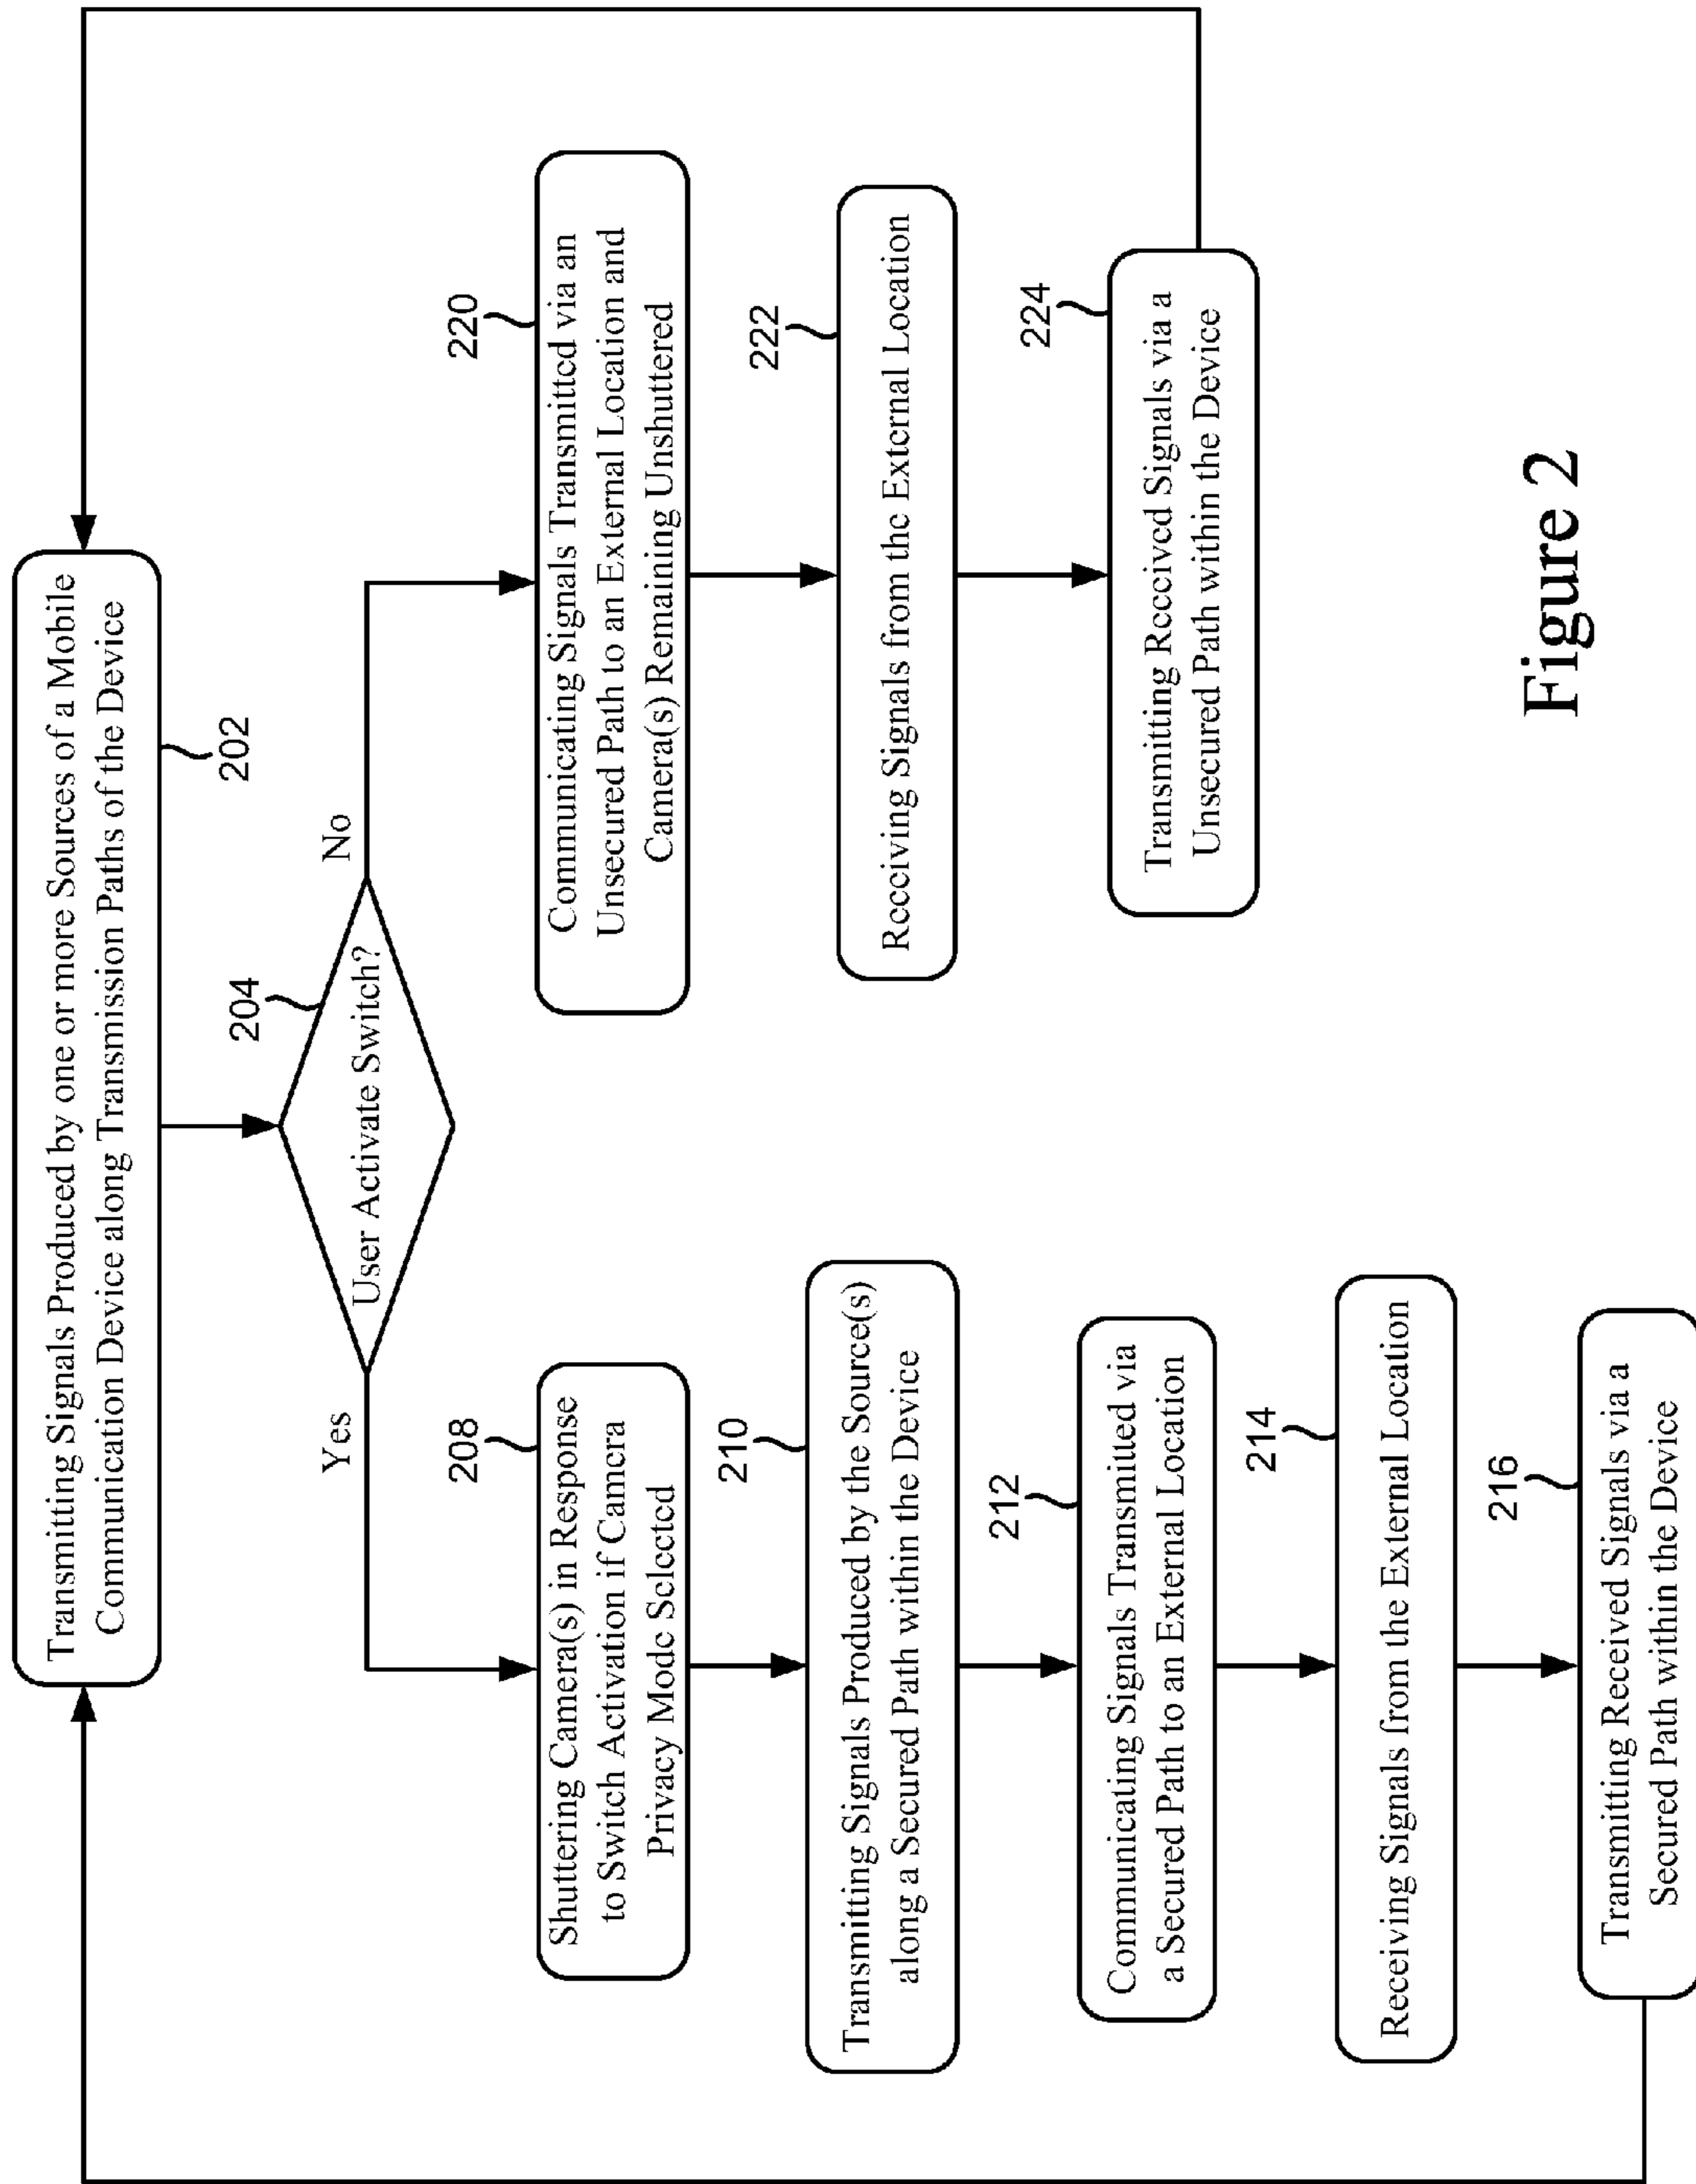 Transmitting Signals Produced by one or more Sources of a Mobile
Communication Device along Transmission Paths of the Device
202
204
User Activate Switch?
Yes
No
208
Shuttering Camera(s) in Response
to Switch Activation if Camera
Privacy Mode Selected
210
Transmitting Signals Produced by the Source(s)
along a Secured Path within the Device
212
Communicating Signals Transmitted via
a Secured Path to an External Location
214
Receiving Signals from the External Location
216
Transmitting Received Signals via a
Secured Path within the Device
220
Communicating Signals Transmitted via an
Unsecured Path to an External Location and
Camera(s) Remaining Unshuttered
222
Receiving Signals from the External Location
224
Transmitting Received Signals via a
Unsecured Path within the Device
Figure 2